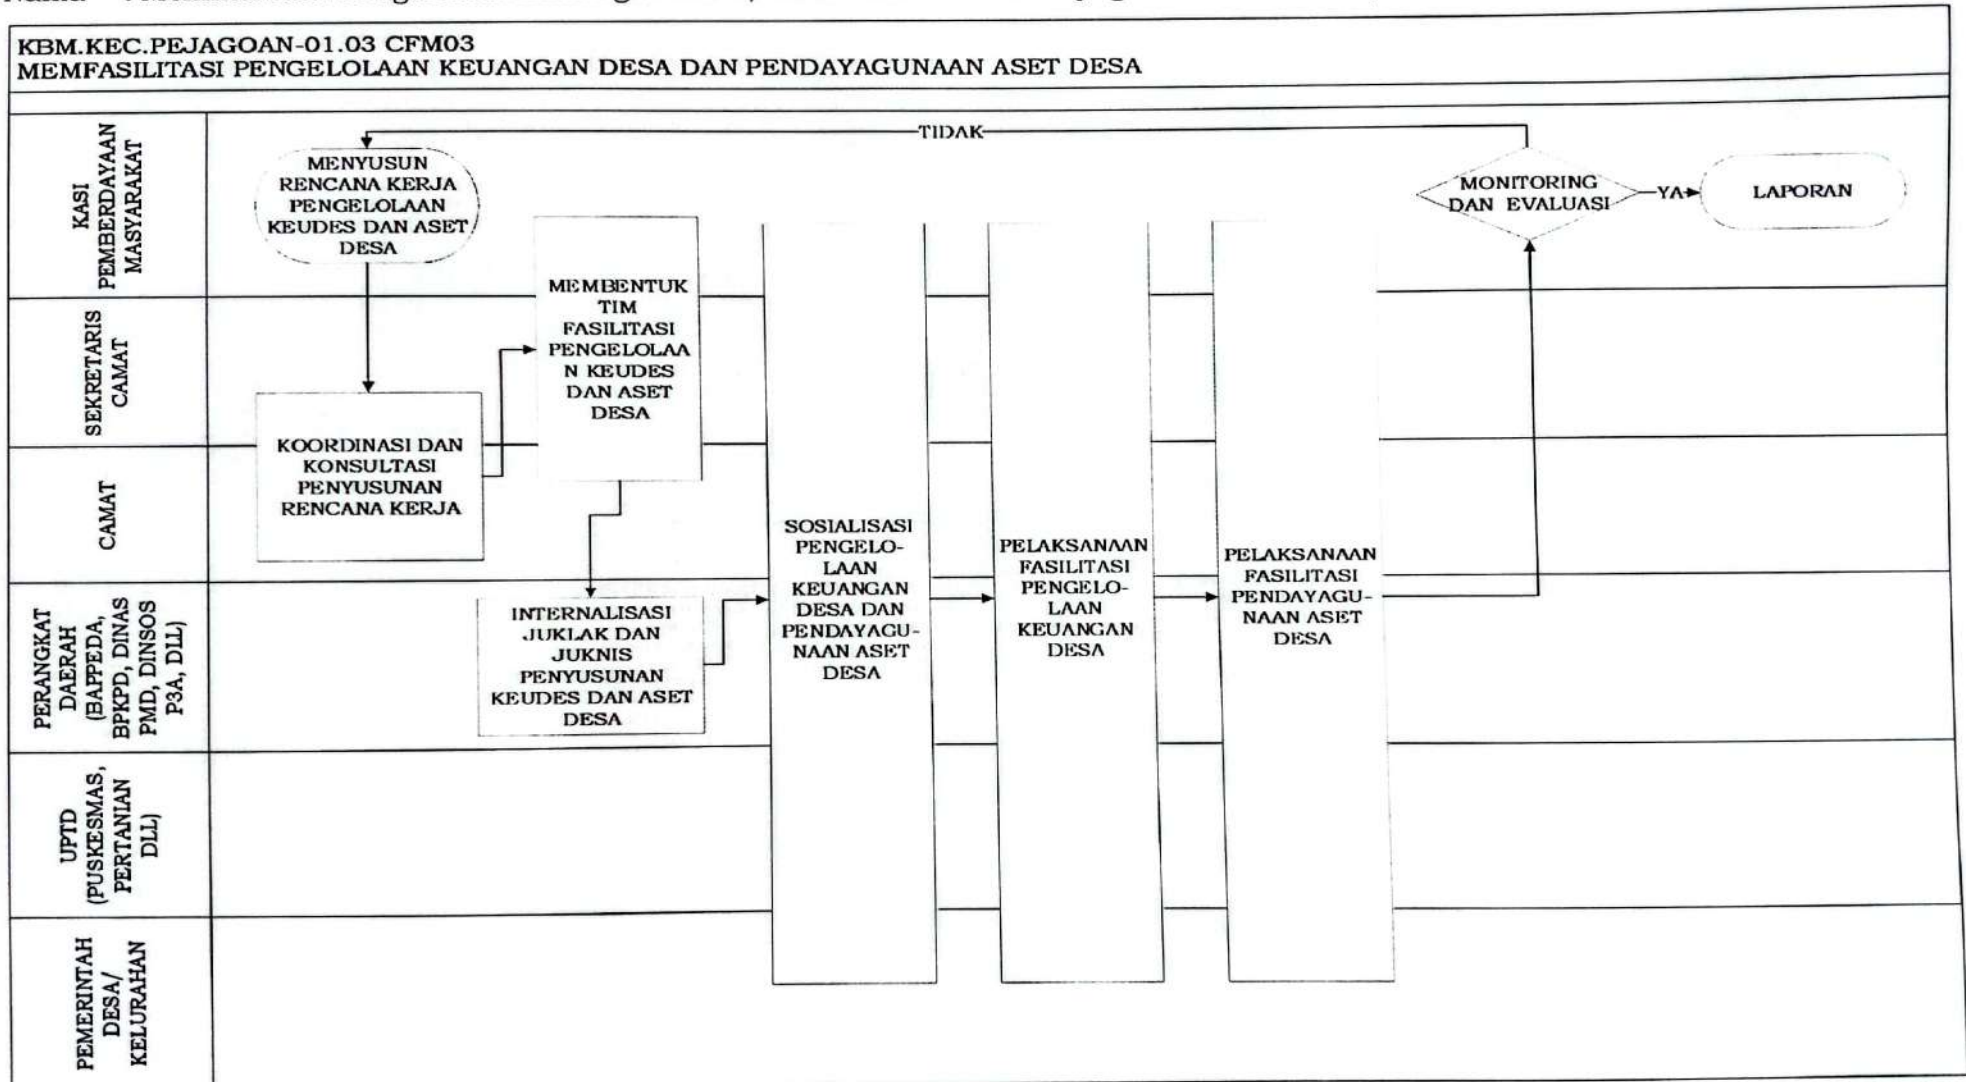 KBM.KEC.PEJAGOAN-01.03 CFM03
MEMFASILITASI PENGELOLAAN KEUANGAN DESA DAN PENDAYAGUNAAN ASET DESA
KASI
PEMBERDAYAAN
MASYARAKAT
MENYUSUN
RENCANA KERJA
PENGELOLAAN
KEUDES DAN ASET
DESA
TIDAK
MONITORING
DAN EVALUASI
YA
LAPORAN
SEKRETARIS
CAMAT
MEMBENTUK
TIM
FASILITASI
PENGELOLAA
N KEUDES
DAN ASET
DESA
CAMAT
KOORDINASI DAN
KONSULTASI
PENYUSUNAN
RENCANA KERJA
PERANGKAT
DAERAH
(BAPPEDA,
BPKPD, DINAS
PMD, DINSOS
P3A, DLL)
INTERNALISASI
JUKLAK DAN
JUKNIS
PENYUSUNAN
KEUDES DAN ASET
DESA
SOSIALISASI
PENGELO-
LAAN
KEUANGAN
DESA DAN
PENDAYAGU-
NAAN ASET
DESA
PELAKSANAAN
FASILITASI
PENGELO-
LAAN
KEUANGAN
DESA
PELAKSANAAN
FASILITASI
PENDAYAGU-
NAAN ASET
DESA
UPTD
(PUSKESMAS,
PERTANIAN
DLL)
PEMERINTAH
DESA/
KELURAHAN